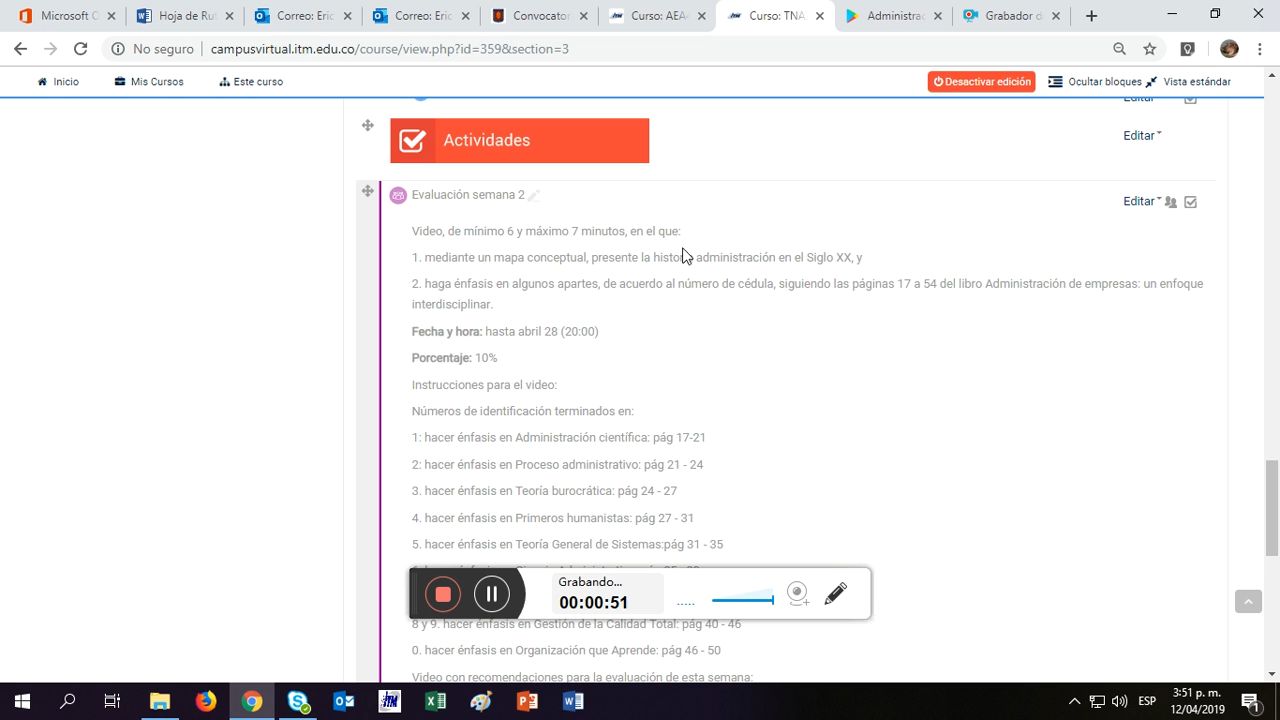 Microsoft O
Hoja de Rut
Correo: Eric
Correo: Eric
Convocator
Curso: AEA
Curso: TNA
Administrac
Grabador d
No seguro
campusvirtual.itm.edu.co/course/view.php?id=359&section=3
Inicio
Mis Cursos
Este curso
Desactivar edición
Ocultar bloques
Vista estándar
Editar
Actividades
Editar
Evaluación semana 2
Editar
Video, de mínimo 6 y máximo 7 minutos, en el que:
1. mediante un mapa conceptual, presente la histor administración en el Siglo XX, y
2. haga énfasis en algunos apartes, de acuerdo al número de cédula, siguiendo las páginas 17 a 54 del libro Administración de empresas: un enfoque
interdisciplinar.
Fecha y hora: hasta abril 28 (20:00)
Porcentaje: 10%
Instrucciones para el video:
Números de identificación terminados en:
1: hacer énfasis en Administración científica: pág 17-21
2: hacer énfasis en Proceso administrativo: pág 21 - 24
3. hacer énfasis en Teoría burocrática: pág 24 - 27
4. hacer énfasis en Primeros humanistas: pág 27 - 31
5. hacer énfasis en Teoría General de Sistemas:pág 31 - 35
Grabando...
00:00:51
8 y 9. hacer énfasis en Gestión de la Calidad Total: pág 40 - 46
0. hacer énfasis en Organización que Aprende: pág 46 - 50
Video con recomendaciones para la evaluación de esta semana:
ESP
3:51 p. m.
12/04/2019